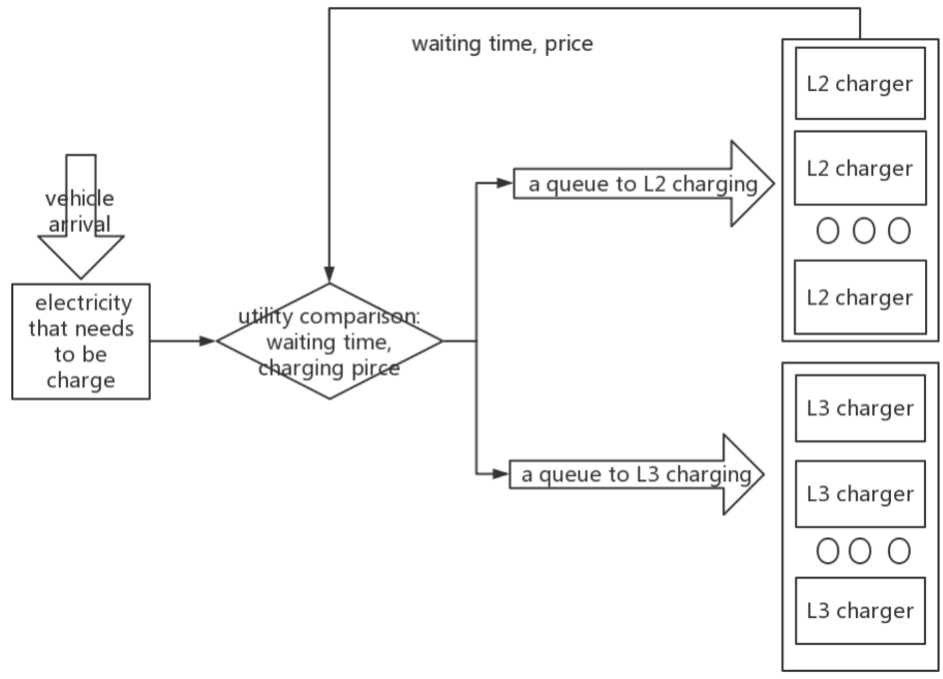 waiting time, price
L2 charger
L2 charger
L2 charger
vehicle
arrival
a queue to L2 charging
electricity
that needs
to be
charge
utility comparison:
waiting time,
charging pirce
a queue to L3 charging
L3 charger
L3 charger
L3 charger